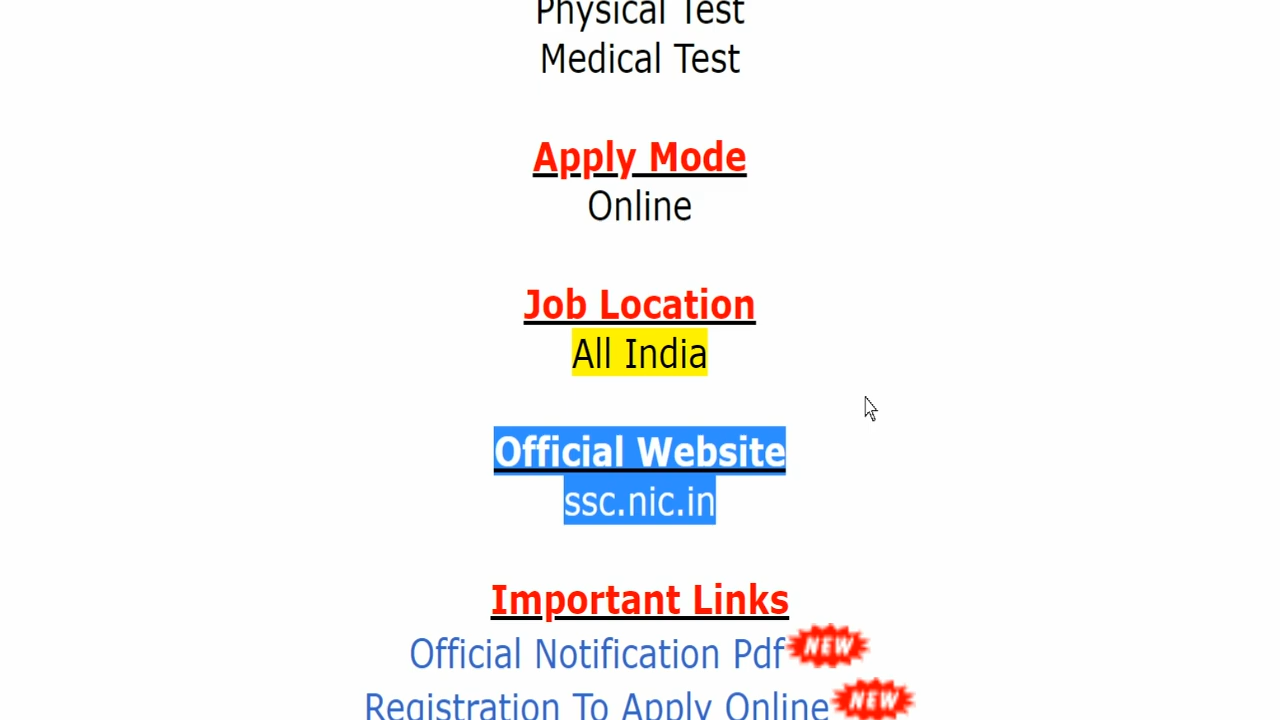 Physical Test
Medical Test
Apply Mode
Online
Job Location
All India
Official Website
ssc.nic.in
Important Links
Official Notification Pdf NEW
Registration To Apply Online NEW